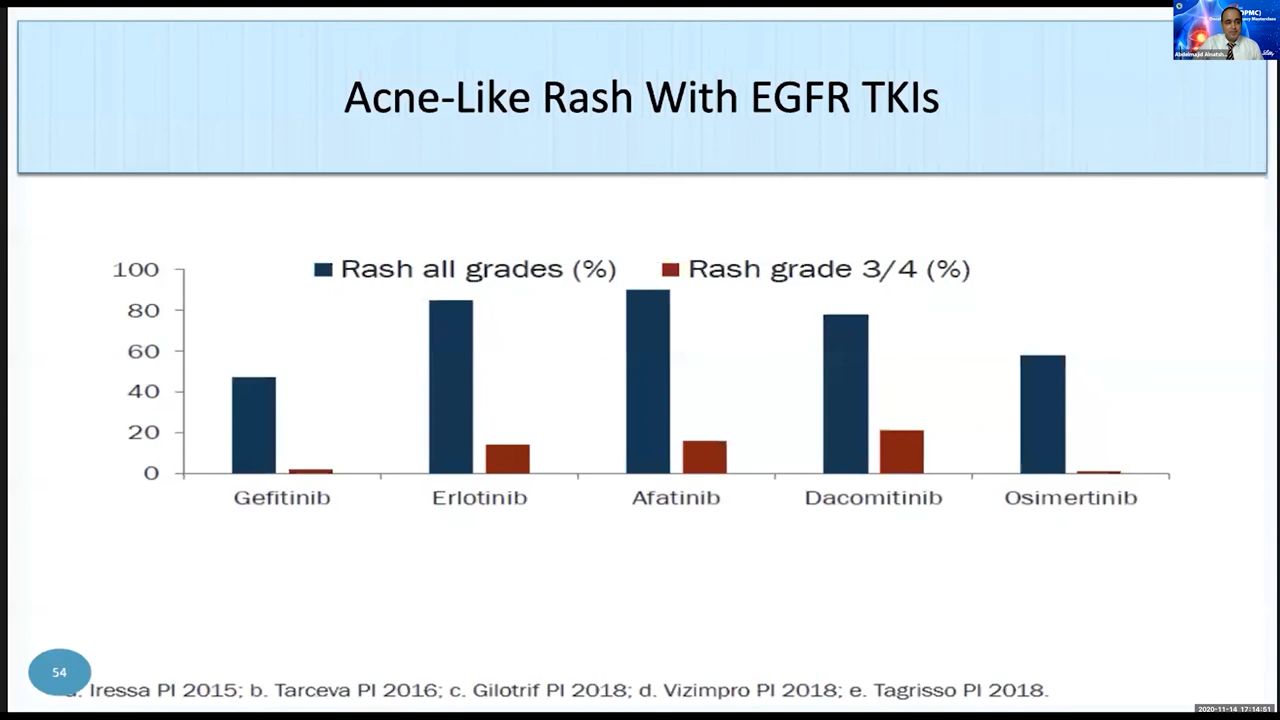 OPMC)
Acne-Like Rash With EGFR TKIs
Rash all grades (%) Rash grade 3/4 (%)
100
80
60
40
20
0
Gefitinib Erlotinib Afatinib Dacomitinib Osimertinib
54
a. Iressa PI 2015; b. Tarceva PI 2016; c. Gilotrif PI 2018; d. Vizimpro PI 2018; e. Tagrisso PI 2018.
2020-11-14 17:14:51